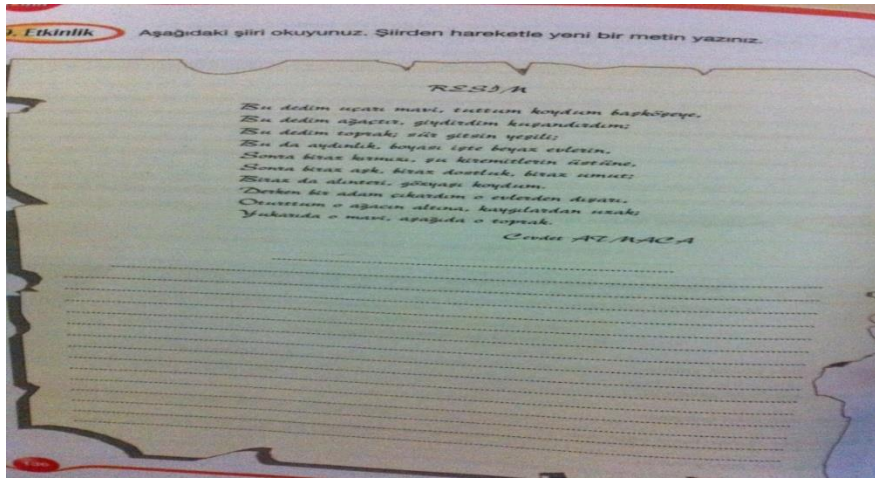 Etkinlik
Aşağıdaki şiiri okuyunuz. Şiirden hareketle yeni bir metin yazınız.
RESİM
Bu dedim uçarı mavi, tuttum koydum başköşeye,
Bu dedim ağaçtır, giydirdim kuşandırdım;
Bu dedim toprak; sür gitsin yeşili;
Bu da aydınlık, boyası işte beyaz evlerin,
Sonra biraz kırmızı, şu kiremitlerin üstüne,
Sonra biraz aşk, biraz dostluk, biraz umut;
Biraz da alınteri, gözyaşı koydum.
Derken bir adam çıkardım o evlerden dışarı,
Oturttum o ağacın altına, kaygılardan uzak;
Yukarıda o mavi, aşağıda o toprak.
Cevdet ATMACA